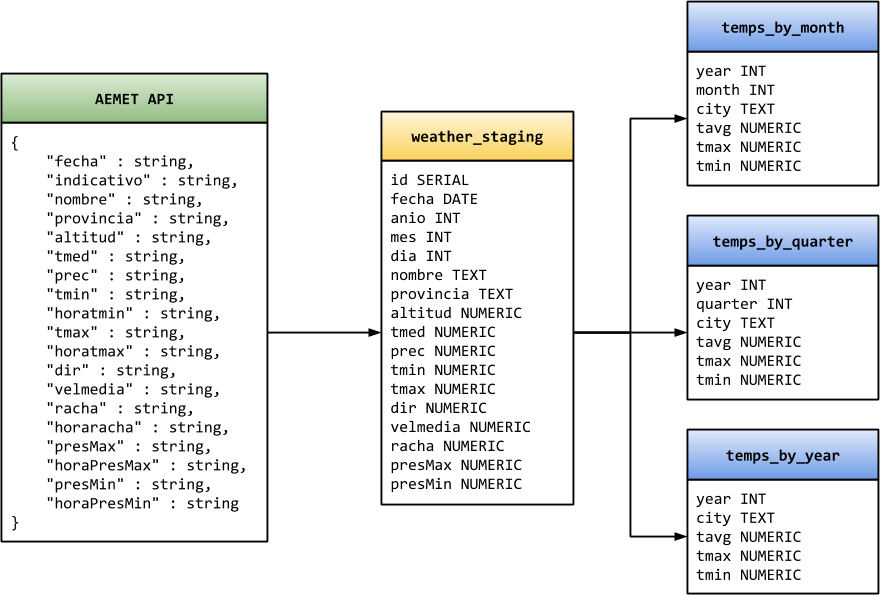 AEMET API
{
"fecha" : string,
"indicativo" : string,
"nombre" : string,
"provincia" : string,
"altitud" : string,
"tmed" : string,
"prec" : string,
"tmin" : string,
"horatmin" : string,
"tmax" : string,
"horatmax" : string,
"dir" : string,
"velmedia" : string,
"racha" : string,
"horaracha" : string,
"presMax" : string,
"horaPresMax" : string,
"presMin" : string,
"horaPresMin" : string
}
weather_staging
id SERIAL
fecha DATE
anio INT
mes INT
dia INT
nombre TEXT
provincia TEXT
altitud NUMERIC
tmed NUMERIC
prec NUMERIC
tmin NUMERIC
tmax NUMERIC
dir NUMERIC
velmedia NUMERIC
racha NUMERIC
presMax NUMERIC
presMin NUMERIC
temps_by_month
year INT
month INT
city TEXT
tavg NUMERIC
tmax NUMERIC
tmin NUMERIC
temps_by_quarter
year INT
quarter INT
city TEXT
tavg NUMERIC
tmax NUMERIC
tmin NUMERIC
temps_by_year
year INT
city TEXT
tavg NUMERIC
tmax NUMERIC
tmin NUMERIC